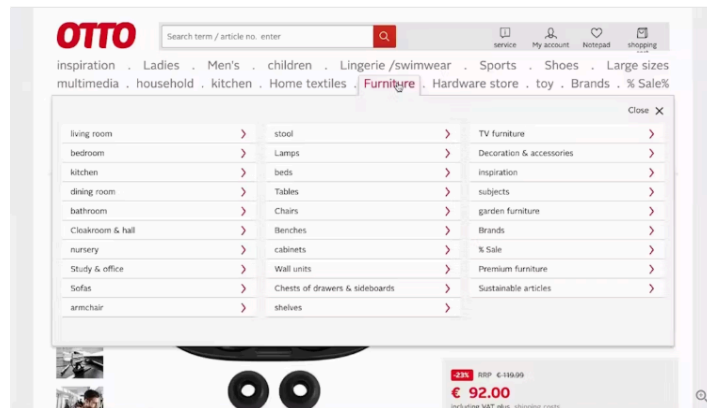 OTTO
Search term / article no. enter
service My account Notepad shopping
inspiration . Ladies . Men's . children . Lingerie /swimwear . Sports . Shoes . Large sizes
multimedia . household . kitchen . Home textiles . Furniture . Hardware store . toy . Brands . % Sale%
Close X
living room
bedroom
kitchen
dining room
bathroom
Cloakroom & hall
nursery
Study & office
Sofas
armchair
stool
Lamps
beds
Tables
Chairs
Benches
cabinets
Wall units
Chests of drawers & sideboards
shelves
TV furniture
Decoration & accessories
inspiration
subjects
garden furniture
Brands
% Sale
Premium furniture
Sustainable articles
-23% RRP € 119.99
€ 92.00
including VAT plus shipping costs